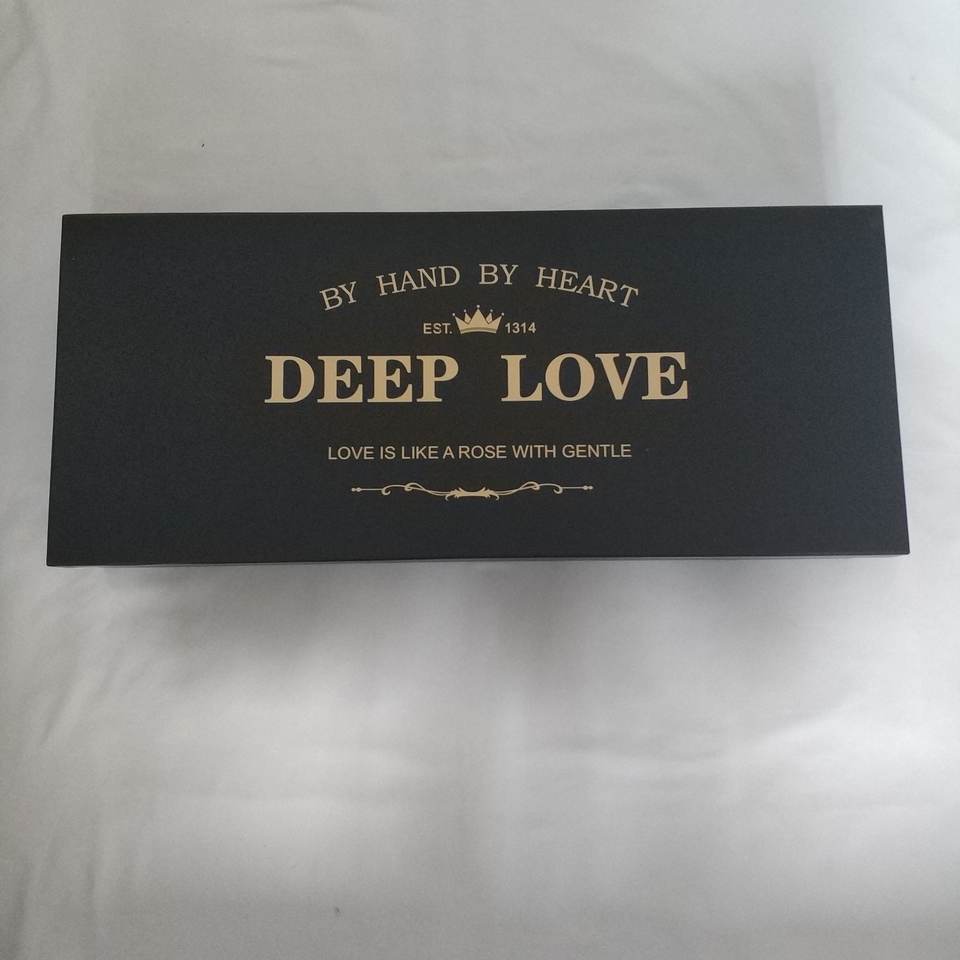 BY HAND BY HEART
EST. 1314
DEEP LOVE
LOVE IS LIKE A ROSE WITH GENTLE